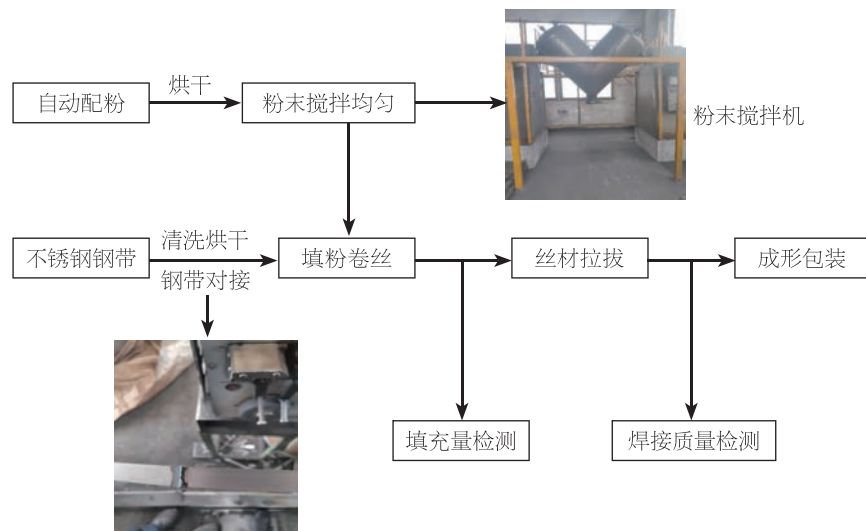 烘干
自动配粉
粉末搅拌均匀
粉末搅拌机
不锈钢钢带
清洗烘干
钢带对接
填粉卷丝
丝材拉拔
成形包装
填充量检测
焊接质量检测